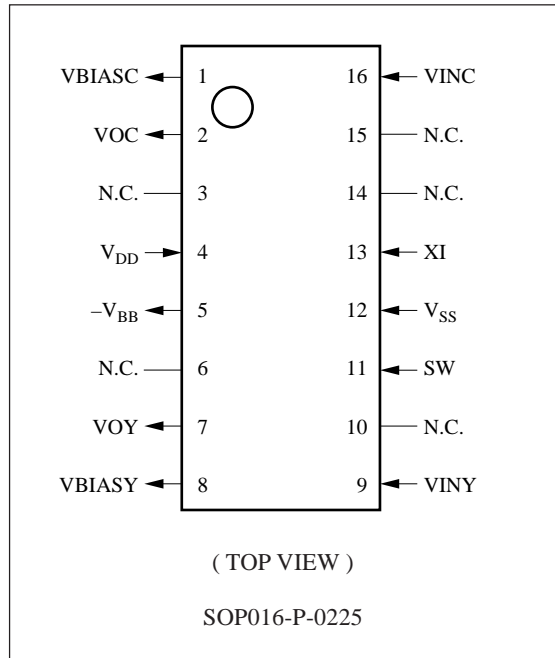 VBIASC 1 16 VINC
VOC 2 15 N.C.
N.C. 3 14 N.C.
VDD 4 13 XI
–VBB 5 12 VSS
N.C. 6 11 SW
VOY 7 10 N.C.
VBIASY 8 9 VINY
( TOP VIEW )
SOP016-P-0225